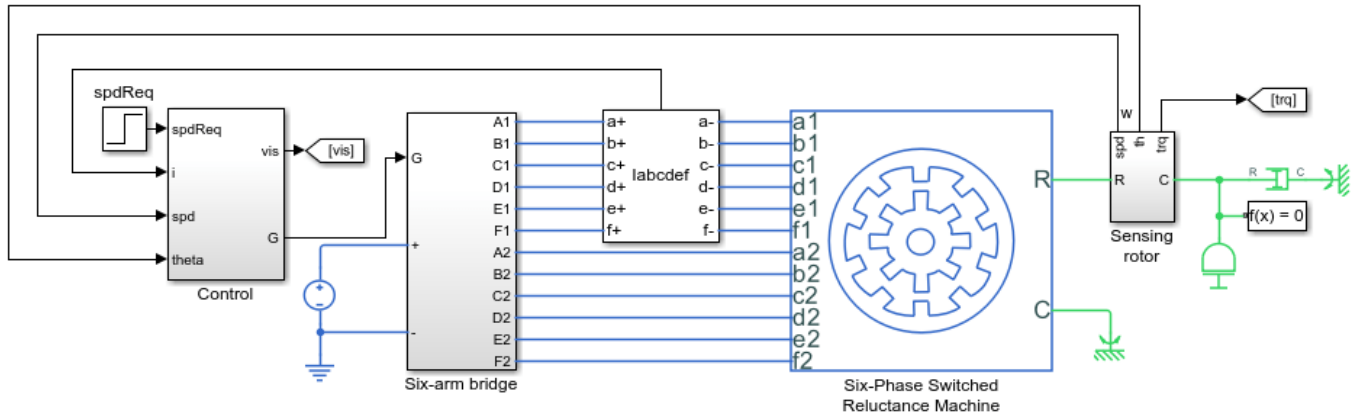 spdReq
spdReq
i
spd
theta
vis
G
Control
[vis]
G
+
-
A1
B1
C1
D1
E1
F1
A2
B2
C2
D2
E2
F2
Six-arm bridge
a+
b+
c+
d+
e+
f+
Iabcdef
a-
b-
c-
d-
e-
f-
a1
b1
c1
d1
e1
f1
a2
b2
c2
d2
e2
f2
R
C
Six-Phase Switched
Reluctance Machine
w
spd
th
trq
R
C
Sensing
rotor
[trq]
R
C
f(x) = 0